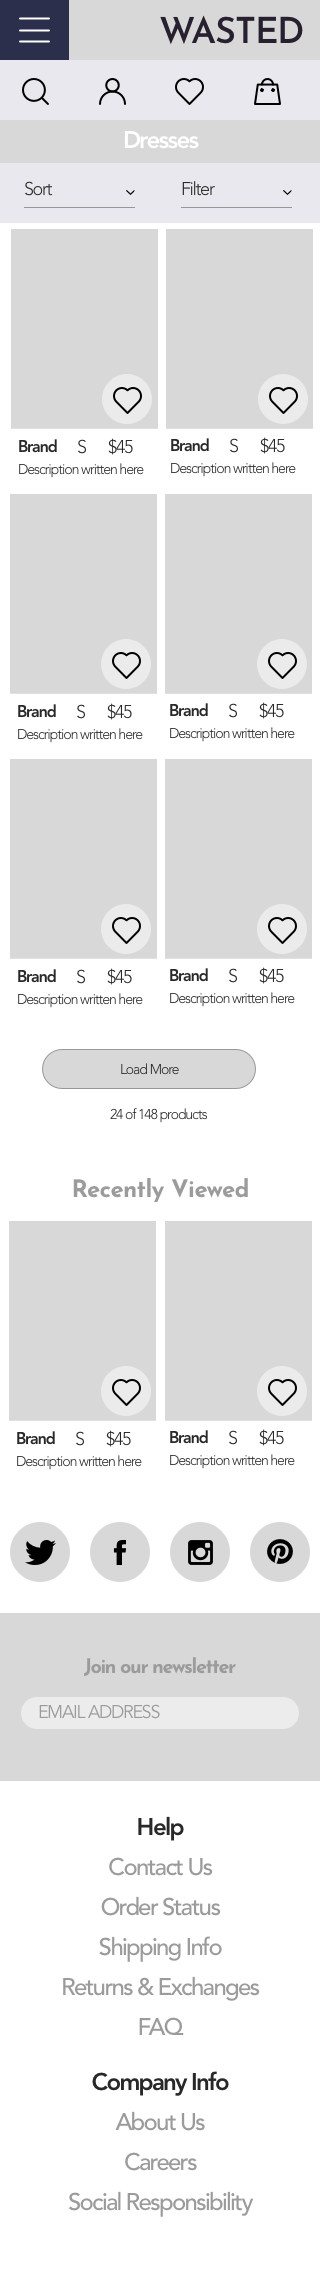 WASTED
Dresses
Sort Filter
Brand S $45 Brand S $45
Description written here Description written here
Brand S $45 Brand S $45
Description written here Description written here
Brand S $45 Brand S $45
Description written here Description written here
Load More
24 of 148 products
Recently Viewed
Brand S $45 Brand S $45
Description written here Description written here
Join our newsletter
EMAIL ADDRESS
Help
Contact Us
Order Status
Shipping Info
Returns & Exchanges
FAQ
Company Info
About Us
Careers
Social Responsibility